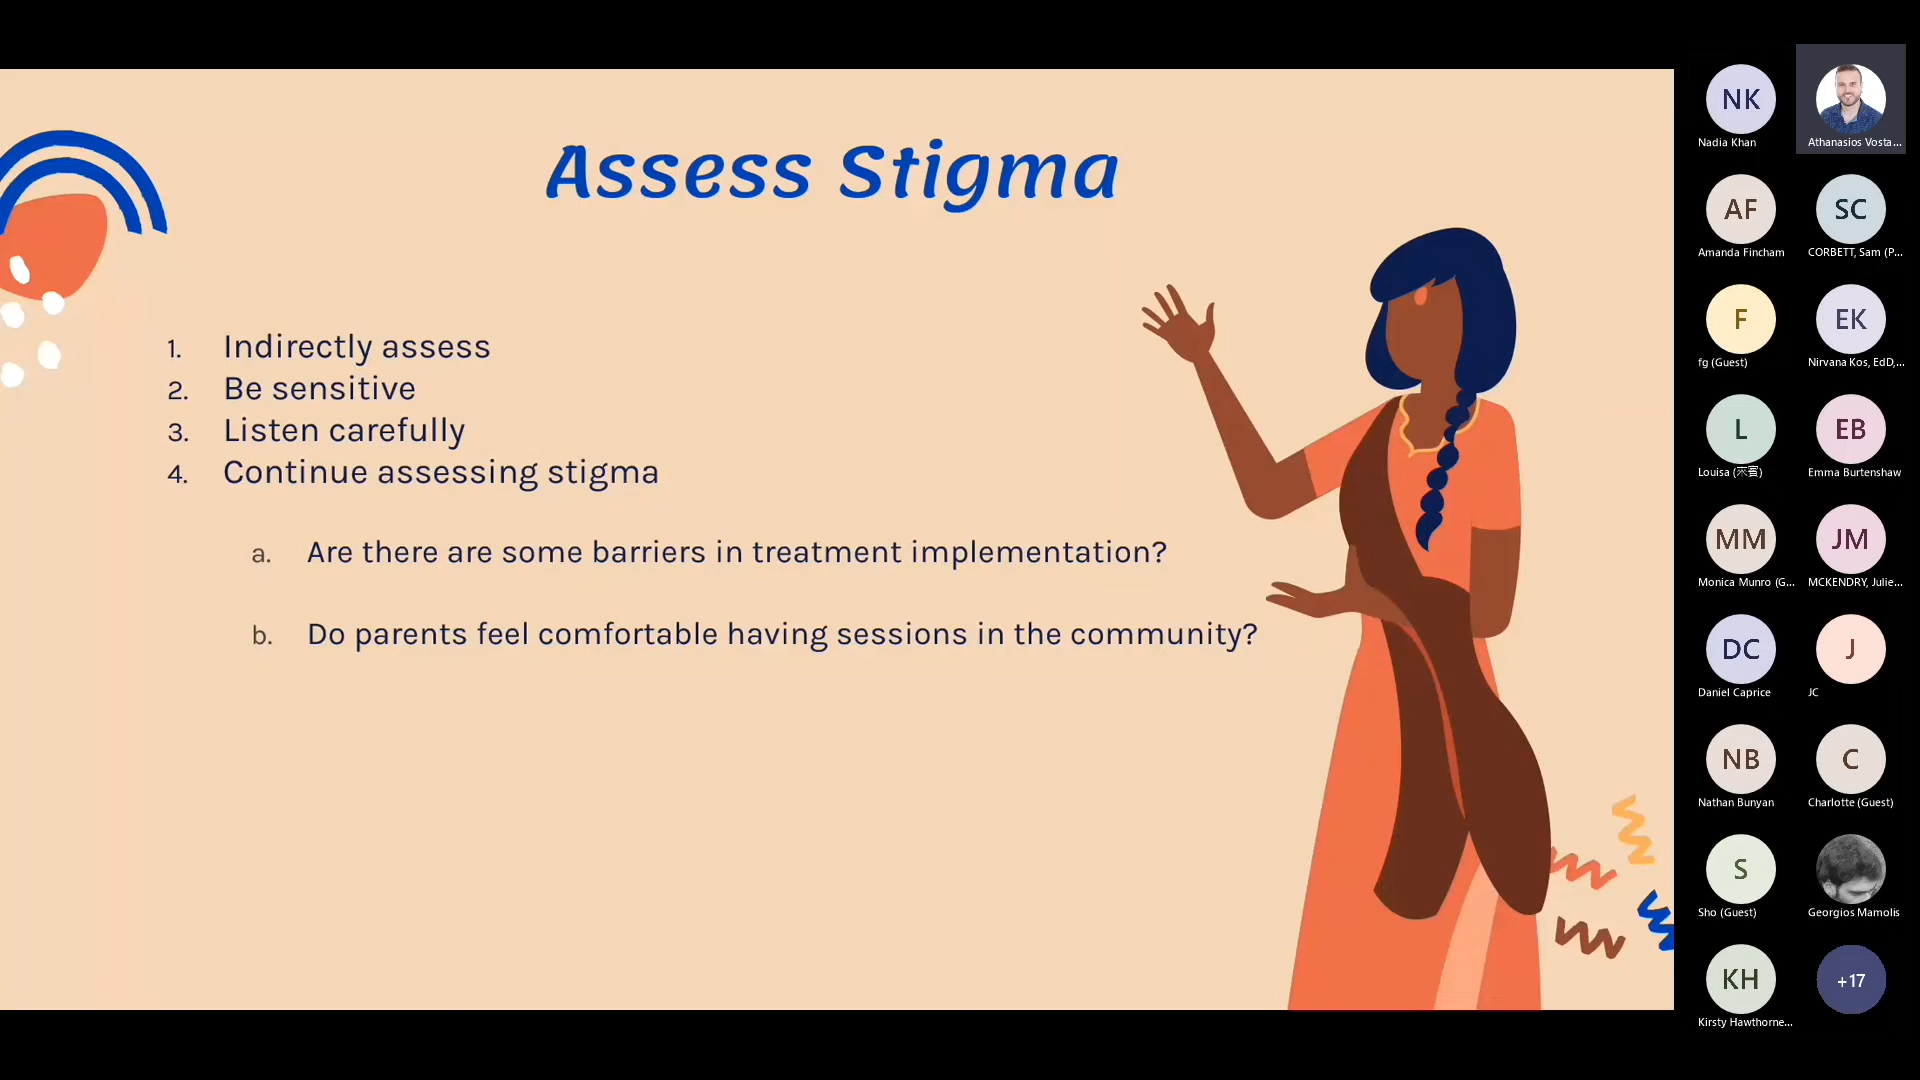 Assess Stigma
1. Indirectly assess
2. Be sensitive
3. Listen carefully
4. Continue assessing stigma
a. Are there are some barriers in treatment implementation?
b. Do parents feel comfortable having sessions in the community?
NK
Nadia Khan
Athanasios Vosta...
AF
Amanda Fincham
SC
CORBETT, Sam (P...
F
fg (Guest)
EK
Nirvana Kos, EdD,...
L
Louisa (来賓)
EB
Emma Burtenshaw
MM
Monica Munro (G...
JM
MCKENDRY, Julie...
DC
Daniel Caprice
J
JC
NB
Nathan Bunyan
C
Charlotte (Guest)
S
Sho (Guest)
Georgios Mamolis
KH
Kirsty Hawthorne...
+17